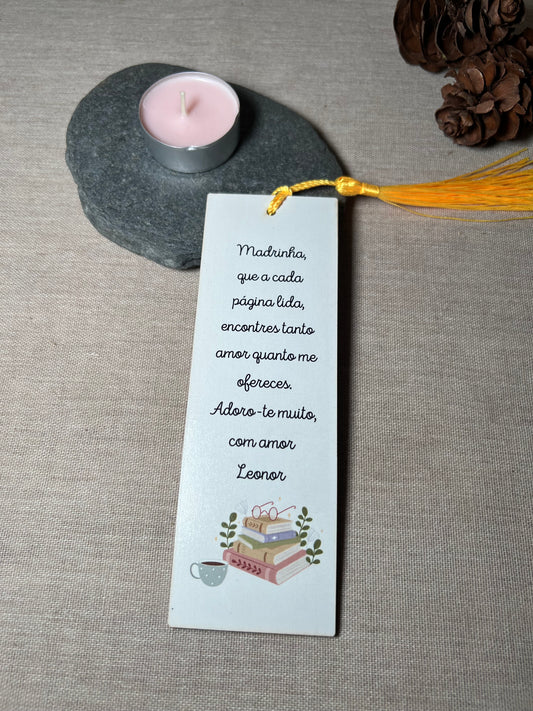 Madrinha,
que a cada
página lida,
encontres tanto
amor quanto me
ofereces.
Adoro-te muito,
com amor
Leonor